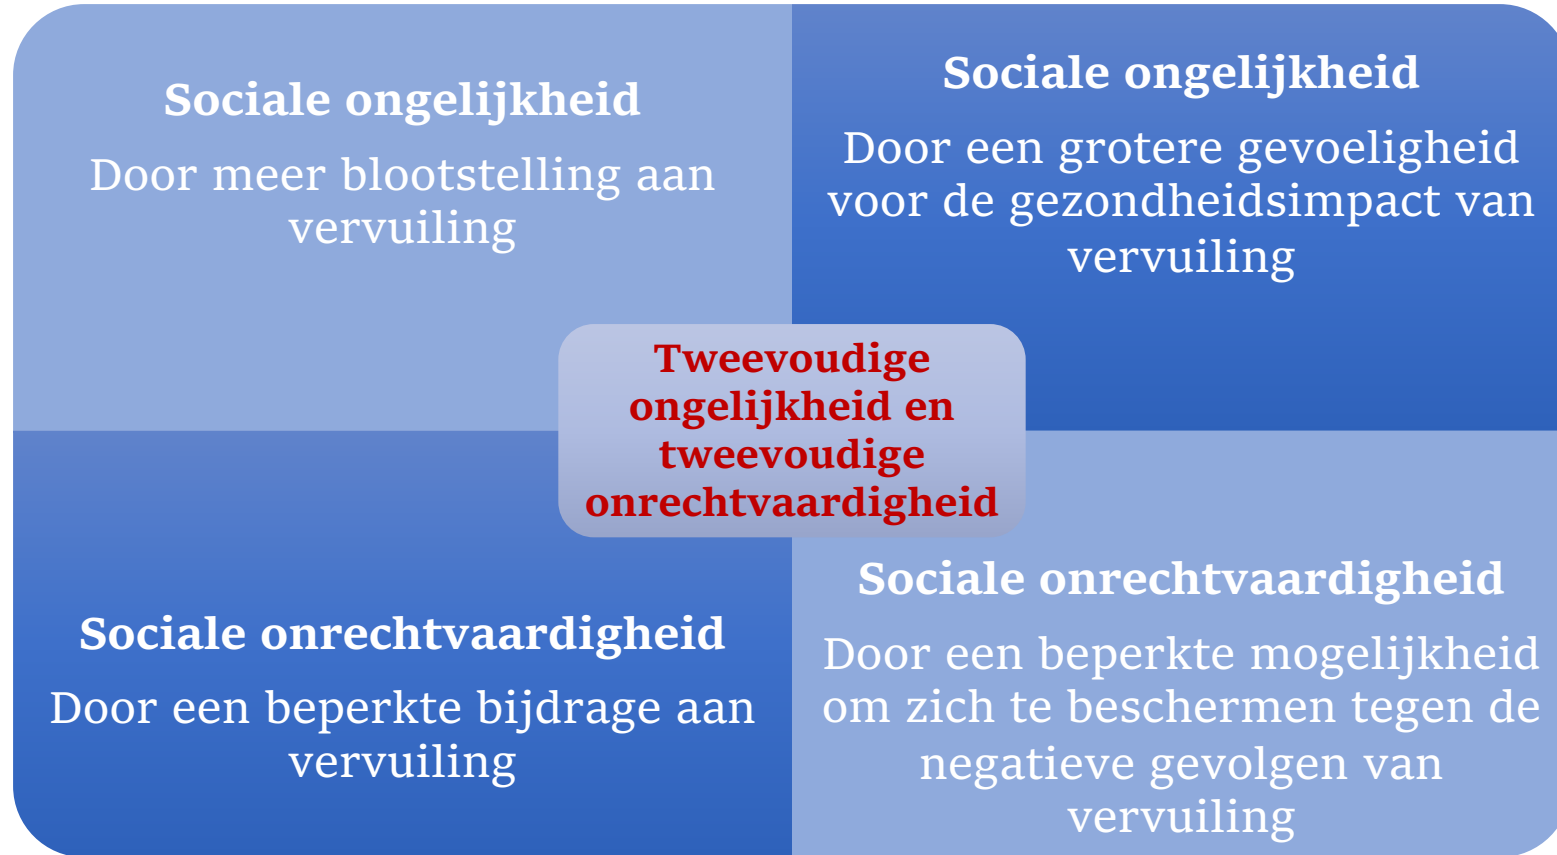 Sociale ongelijkheid
Door meer blootstelling aan
vervuiling
Sociale ongelijkheid
Door een grotere gevoeligheid
voor de gezondheidsimpact van
vervuiling
Tweevoudige
ongelijkheid en
tweevoudige
onrechtvaardigheid
Sociale onrechtvaardigheid
Door een beperkte bijdrage aan
vervuiling
Sociale onrechtvaardigheid
Door een beperkte mogelijkheid
om zich te beschermen tegen de
negatieve gevolgen van
vervuiling